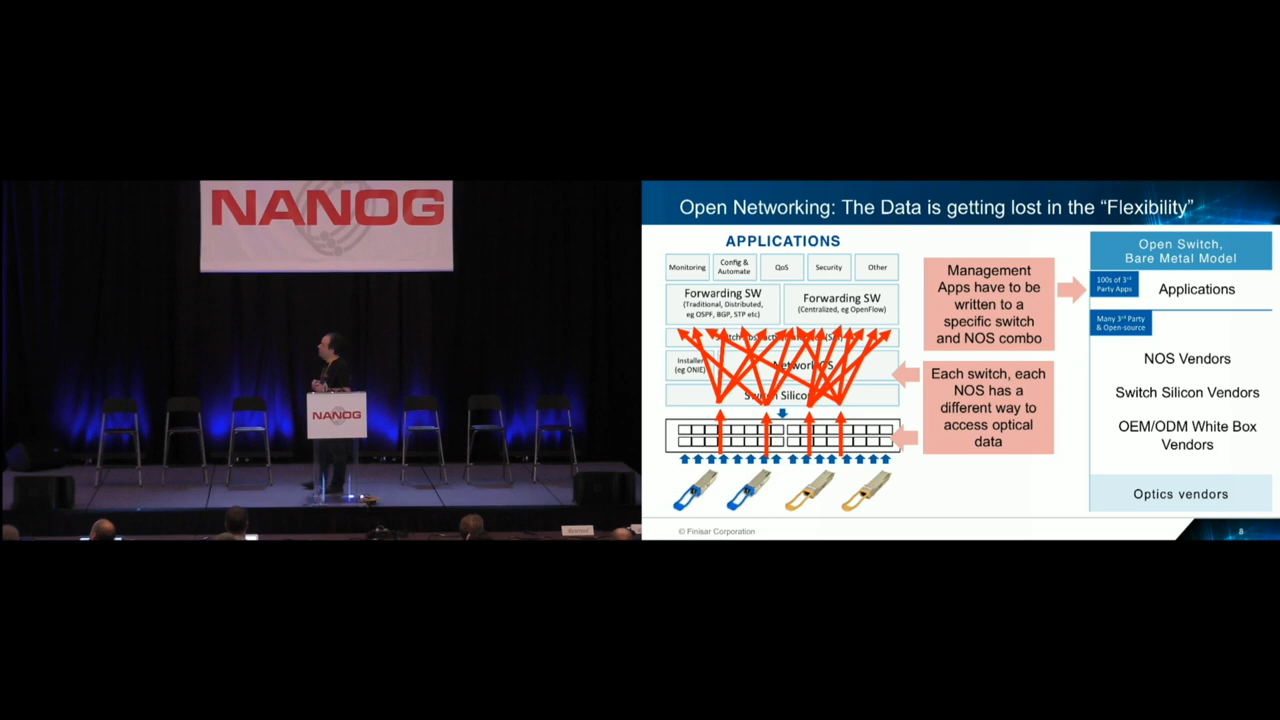 NANOG
NANOG
Open Networking: The Data is getting lost in the “Flexibility”
APPLICATIONS
Monitoring
Config &
Automate
QoS
Security
Other
Forwarding SW
(Traditional, Distributed,
eg OSPF, BGP, STP etc)
Forwarding SW
(Centralized, eg OpenFlow)
Installer
(eg ONIE)
Network OS
Switch Silicon
Management
Apps have to be
written to a
specific switch
and NOS combo
Each switch, each
NOS has a
different way to
access optical
data
Open Switch,
Bare Metal Model
100s of 3rd
Party Apps
Applications
Many 3rd Party
& Open-source
NOS Vendors
Switch Silicon Vendors
OEM/ODM White Box
Vendors
Optics vendors
© Finisar Corporation
8